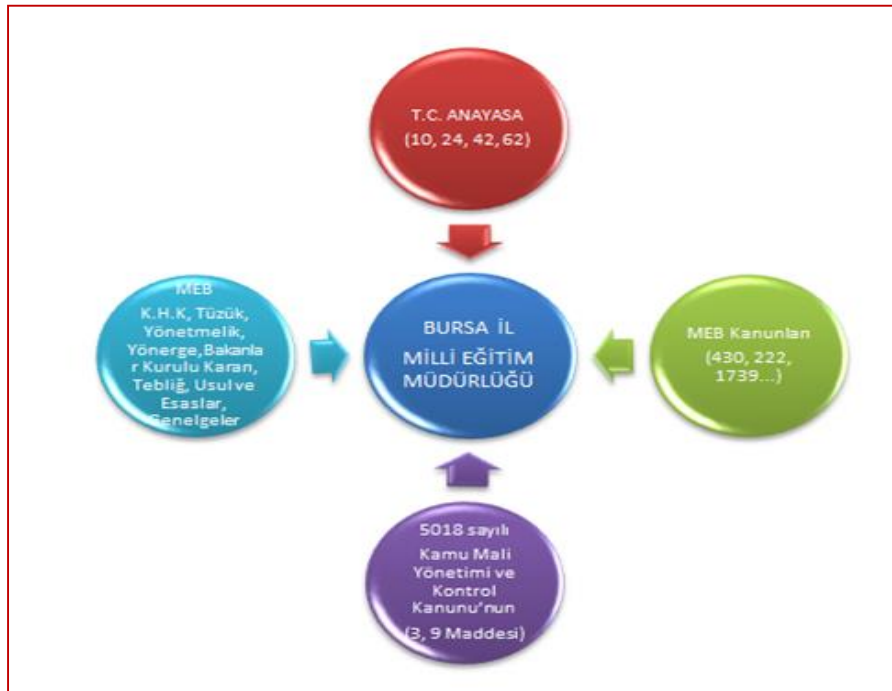 T.C. ANAYASA
(10, 24, 42, 62)
MEB
K.H.K, Tüzük,
Yönetmelik,
Yönerge,Bakanla
r Kurulu Kararı,
Tebliğ, Usul ve
Esaslar,
Genelgeler
BURSA İL
MİLLİ EĞİTİM
MÜDÜRLÜĞÜ
MEB Kanunları
(430, 222,
1739...)
5018 sayılı
Kamu Mali
Yönetimi ve
Kontrol
Kanunu'nun
(3, 9 Maddesi)